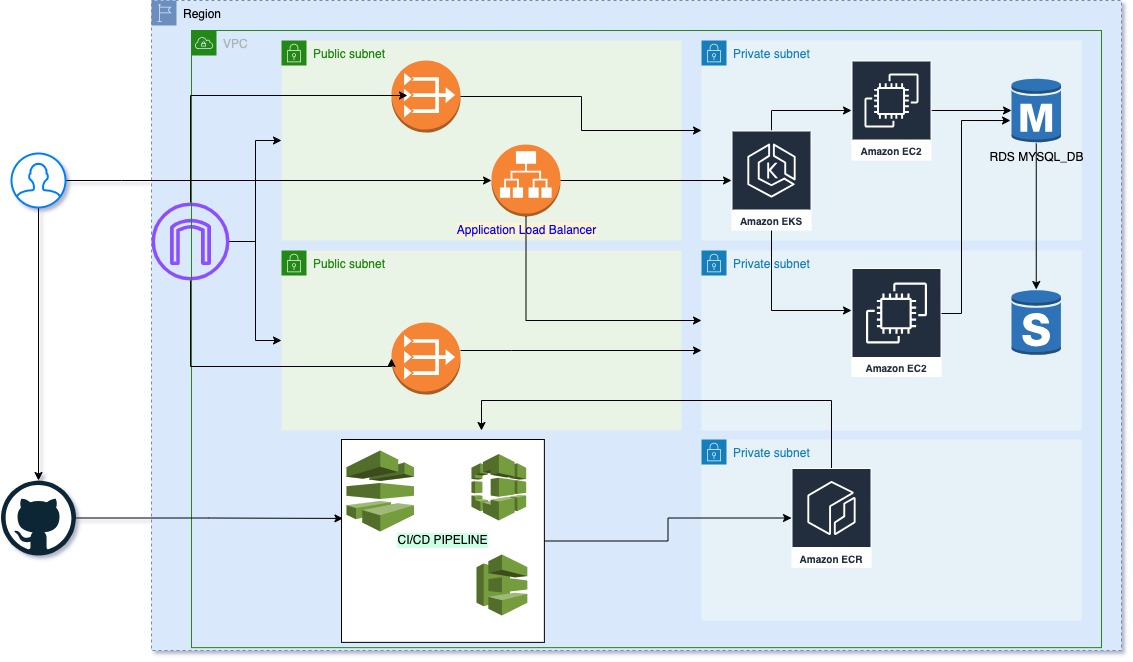 Region
VPC
Public subnet
Private subnet
Amazon EC2
M
RDS MYSQL_DB
Amazon EKS
Application Load Balancer
Public subnet
Private subnet
S
Amazon EC2
Private subnet
CI/CD PIPELINE
Amazon ECR